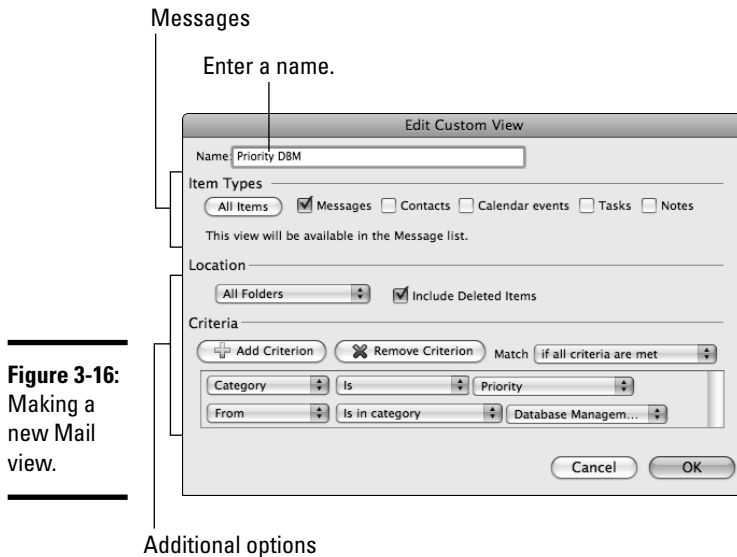 Messages
Enter a name.
Edit Custom View
Name: Priority DBM
Item Types
All Items Messages Contacts Calendar events Tasks Notes
This view will be available in the Message list.
Location
All Folders Include Deleted Items
Criteria
Add Criterion Remove Criterion Match if all criteria are met
Category Is Priority
From Is in category Database Managem...
Cancel OK
Figure 3-16:
Making a
new Mail
view.
Additional options